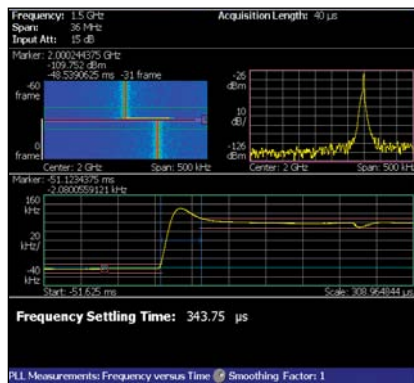 Frequency: 1.5 GHz
Acquisition Length: 40 µs
Span: 36 MHz
Input Att: 15 dB
Marker: 2.000244375 GHz
-109.752 dBm
-48.5390625 ms -31 frame
-60
frame
0
frame
Center: 2 GHz Span: 500 kHz
-26
dBm
10
dB/
-126
dBm
Center: 2 GHz Span: 500 kHz
Marker: -51.1234375 ms
-2.0800559121 kHz
160
kHz
20
kHz/
-40
kHz
Start: -51.625 ms Scale: 308.964844 µs
Frequency Settling Time: 343.75 µs
PLL Measurements: Frequency versus Time Smoothing Factor: 1